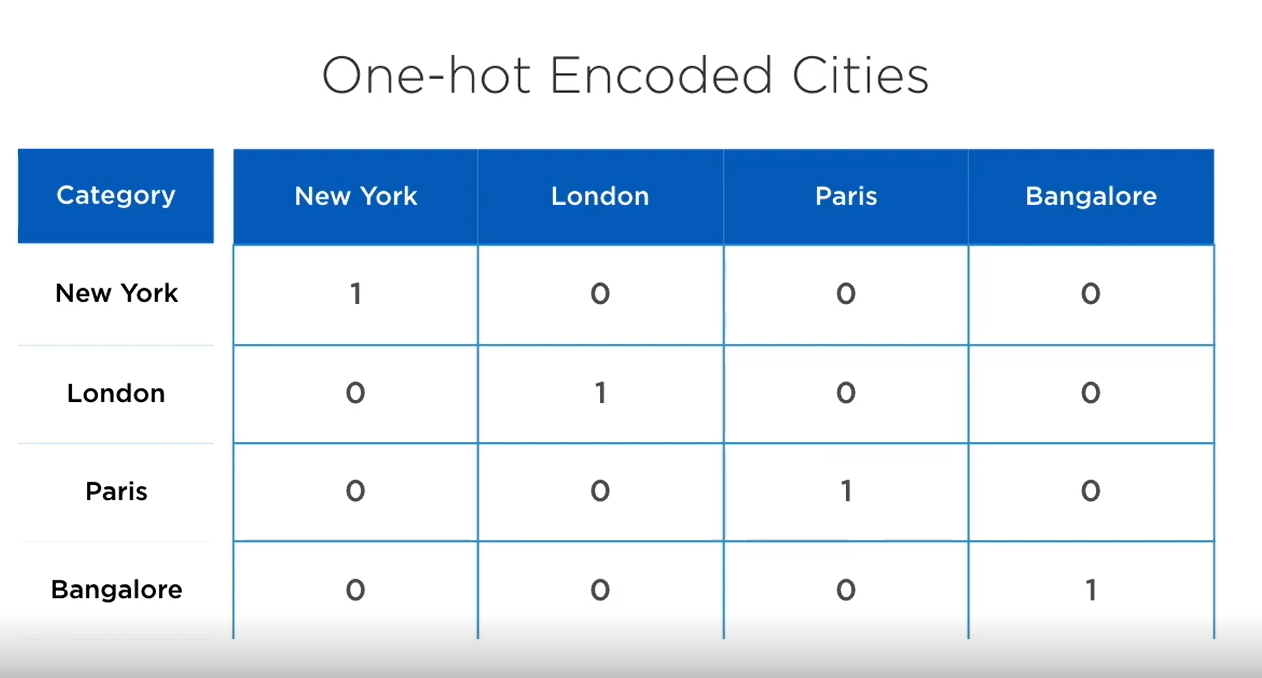 One-hot Encoded Cities
Category New York London Paris Bangalore
New York 1 0 0 0
London 0 1 0 0
Paris 0 0 1 0
Bangalore 0 0 0 1